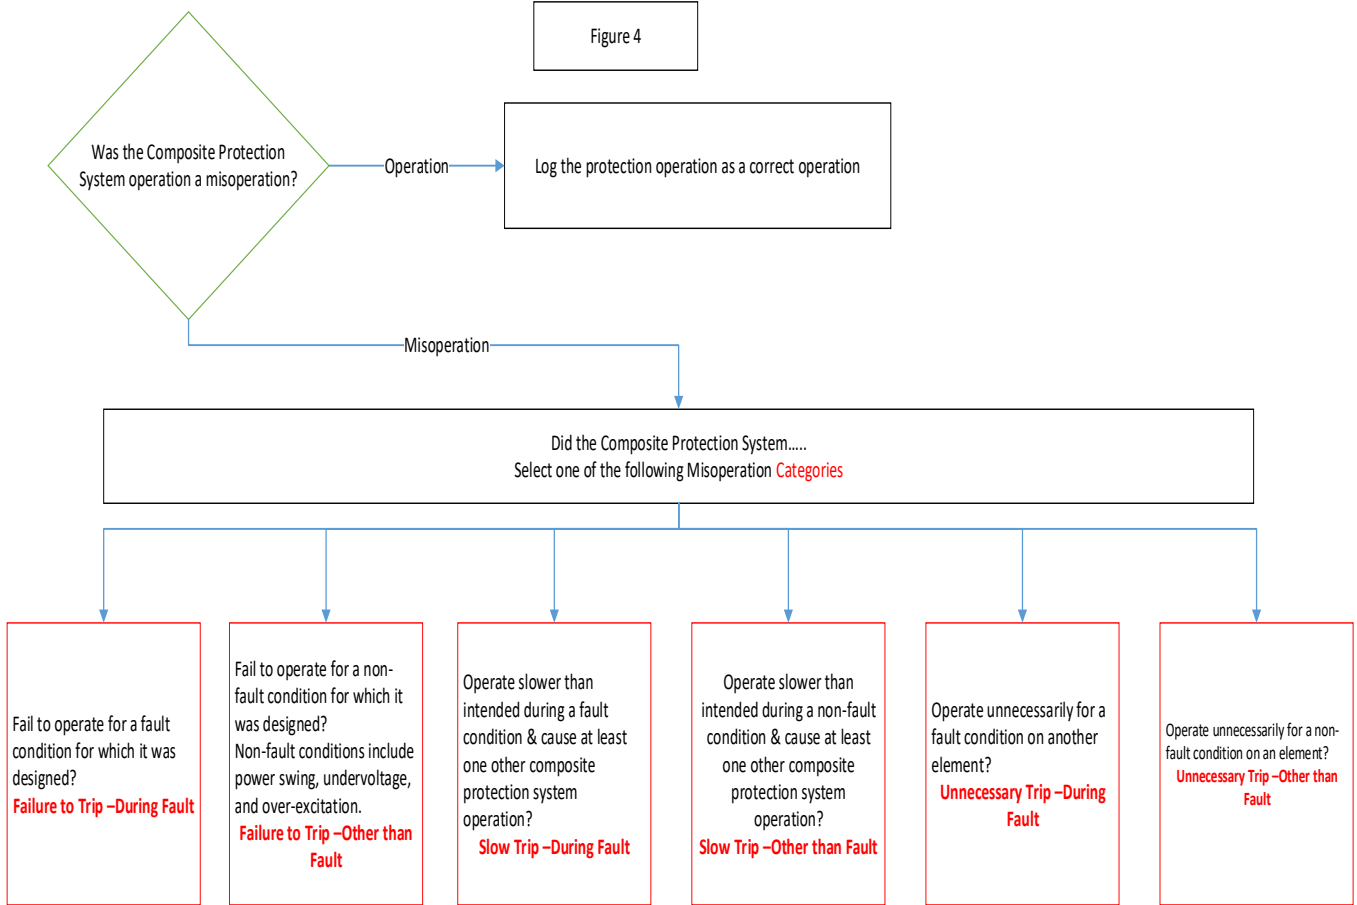 Figure 4
Was the Composite Protection
System operation a misoperation?
Operation
Log the protection operation as a correct operation
Misoperation
Did the Composite Protection System.....
Select one of the following Misoperation Categories
Fail to operate for a fault
condition for which it was
designed?
Failure to Trip –During Fault
Fail to operate for a non-
fault condition for which it
was designed?
Non-fault conditions include
power swing, undervoltage,
and over-excitation.
Failure to Trip –Other than
Fault
Operate slower than
intended during a fault
condition & cause at least
one other composite
protection system
operation?
Slow Trip –During Fault
Operate slower than
intended during a non-fault
condition & cause at least
one other composite
protection system
operation?
Slow Trip –Other than Fault
Operate unnecessarily for a
fault condition on another
element?
Unnecessary Trip –During
Fault
Operate unnecessarily for a non-
fault condition on an element?
Unnecessary Trip –Other than
Fault